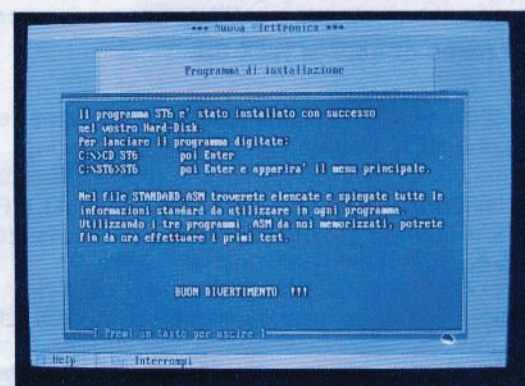 *** Nuova Elettronica ***
Programma di installazione
Il programma ST6 e' stato installato con successo
nel vostro Hard-Disk.
Per lanciare il programma digitate:
C:\>CD ST6 poi Enter
C:\ST6>ST6 poi Enter e apparira' il menu principale.
Nel file STANDARD.ASM troverete elencate e spiegate tutte le
informazioni standard da utilizzare in ogni programma.
Utilizzando i tre programmi .ASM da noi memorizzati, potrete
fin da ora effettuare i primi test.
BUON DIVERTIMENTO !!!
[ Premi un tasto per uscire ]
Help Interrompi